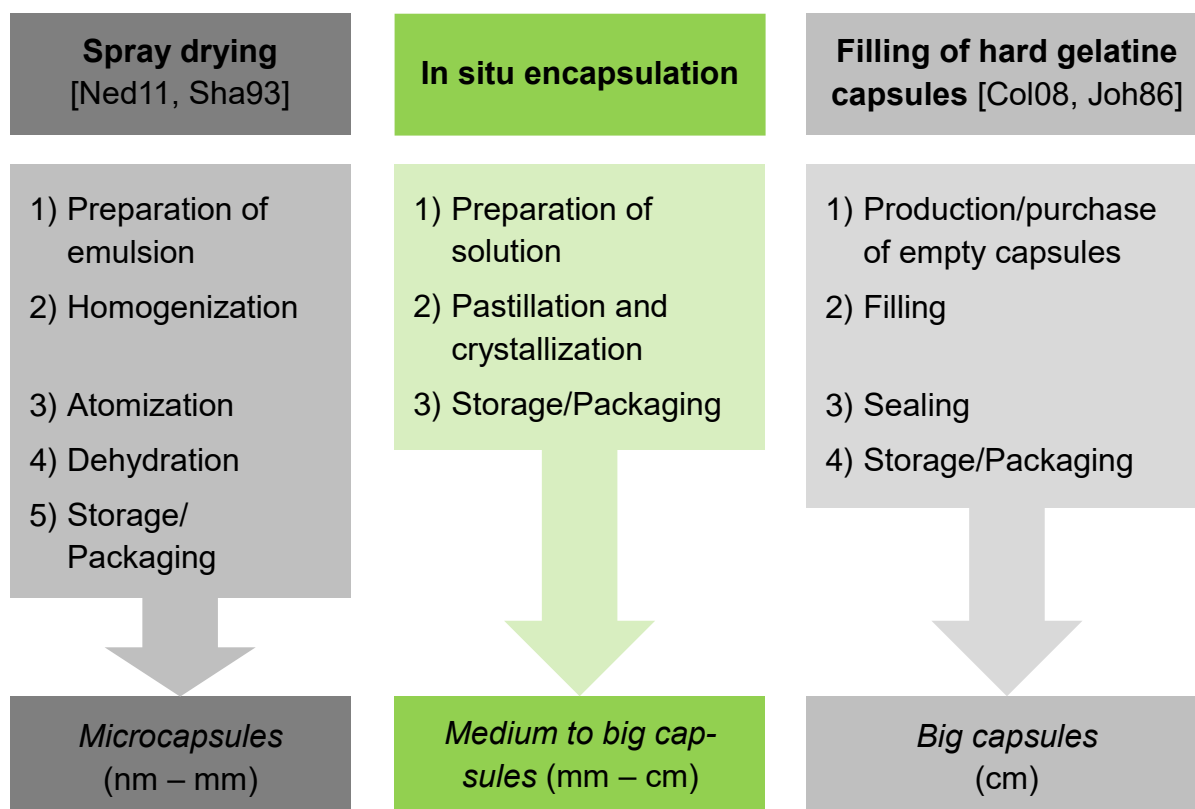 Spray drying
[Ned11, Sha93]
1) Preparation of
emulsion
2) Homogenization
3) Atomization
4) Dehydration
5) Storage/
Packaging
Microcapsules
(nm – mm)
In situ encapsulation
1) Preparation of
solution
2) Pastillation and
crystallization
3) Storage/Packaging
Medium to big cap-
sules (mm – cm)
Filling of hard gelatine
capsules [Col08, Joh86]
1) Production/purchase
of empty capsules
2) Filling
3) Sealing
4) Storage/Packaging
Big capsules
(cm)